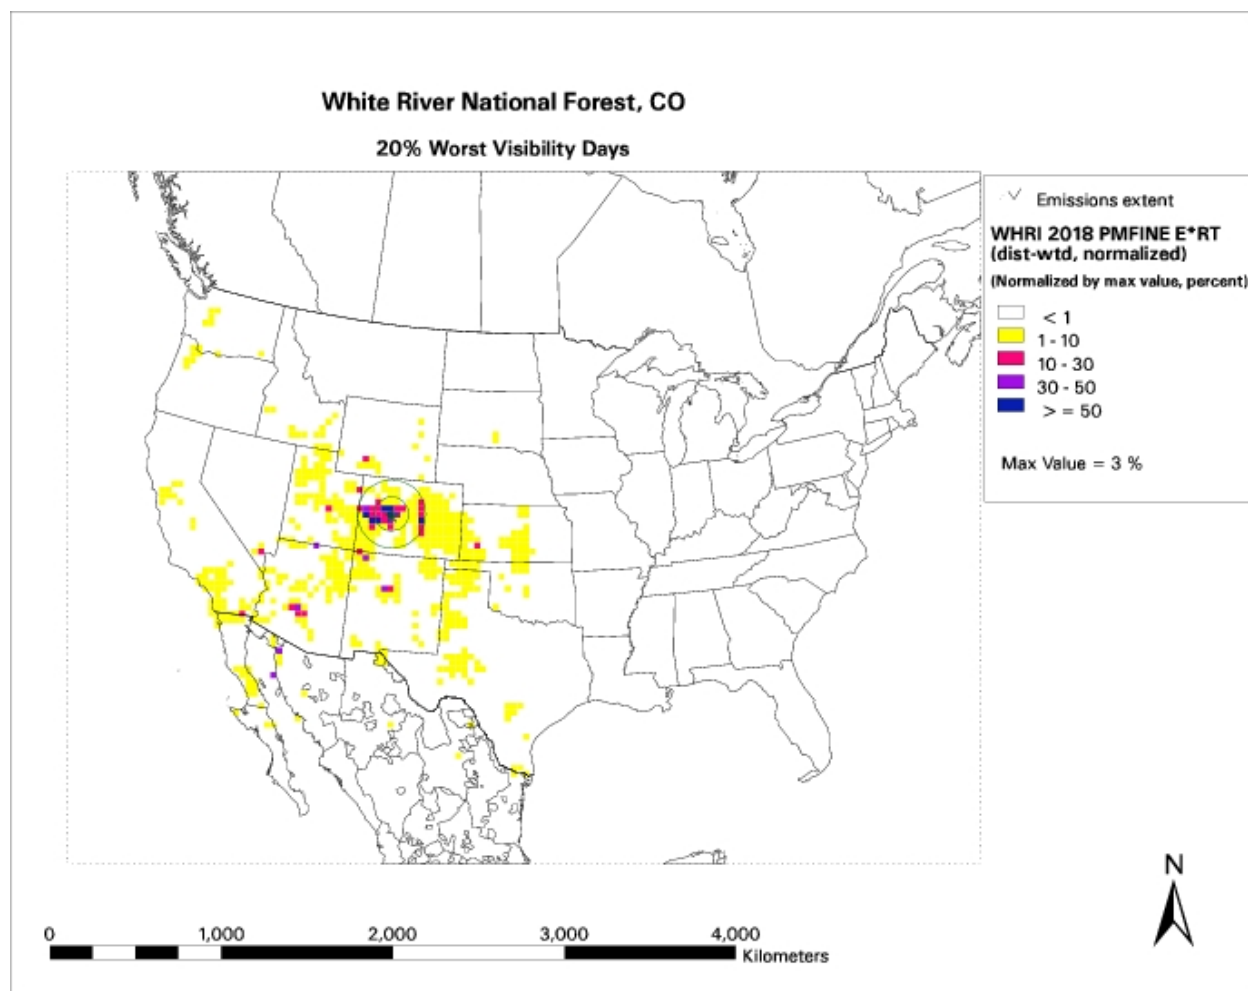 White River National Forest, CO
20% Worst Visibility Days
Emissions extent
WHRI 2018 PMFINE E*RT
(dist-wtd, normalized)
(Normalized by max value, percent)
< 1
1 - 10
10 - 30
30 - 50
> = 50
Max Value = 3 %
N
0 1,000 2,000 3,000 4,000
Kilometers